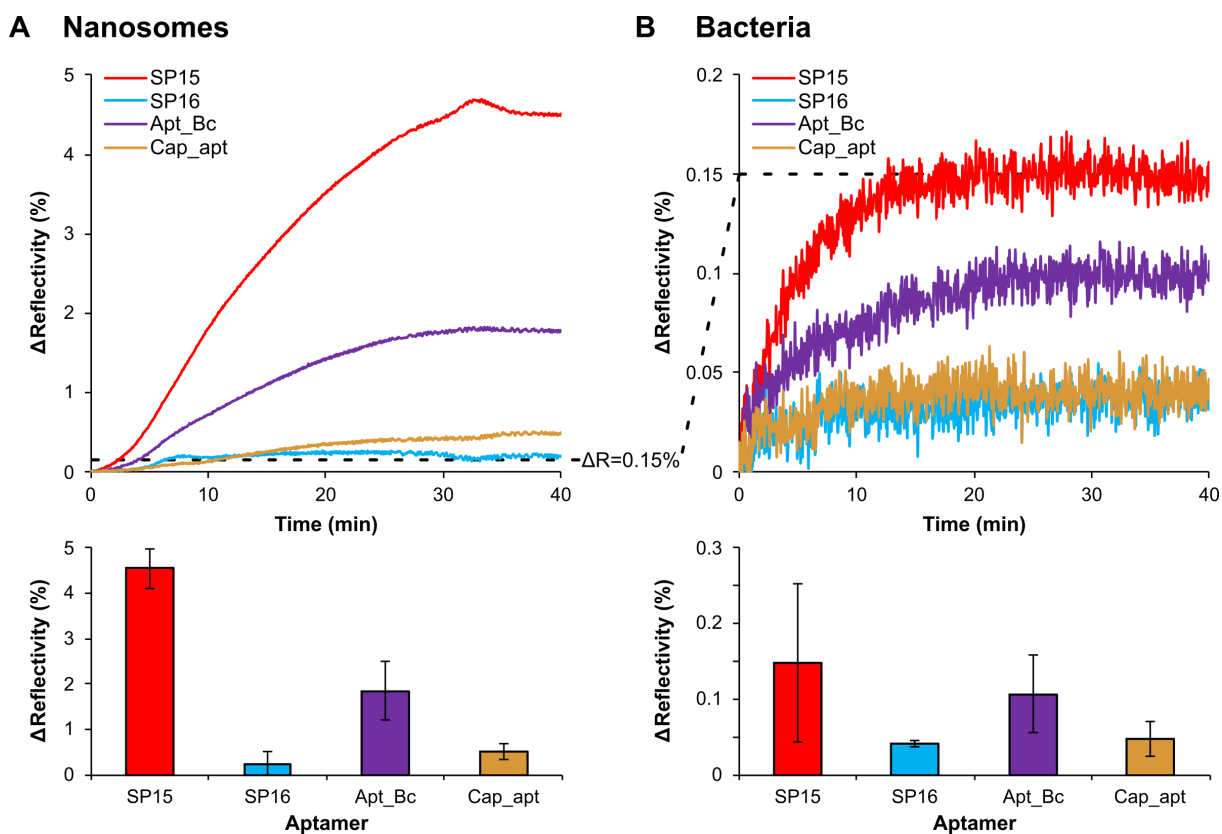 A Nanosomes
5
4
3
2
1
0
ΔReflectivity (%)
SP15
SP16
Apt_Bc
Cap_apt
ΔR=0.15%
0 10 20 30 40
Time (min)
B Bacteria
0.2
0.15
0.1
0.05
0
ΔReflectivity (%)
SP15
SP16
Apt_Bc
Cap_apt
0 10 20 30 40
Time (min)
5
4
3
2
1
0
ΔReflectivity (%)
SP15 SP16 Apt_Bc Cap_apt
Aptamer
0.3
0.2
0.1
0
ΔReflectivity (%)
SP15 SP16 Apt_Bc Cap_apt
Aptamer